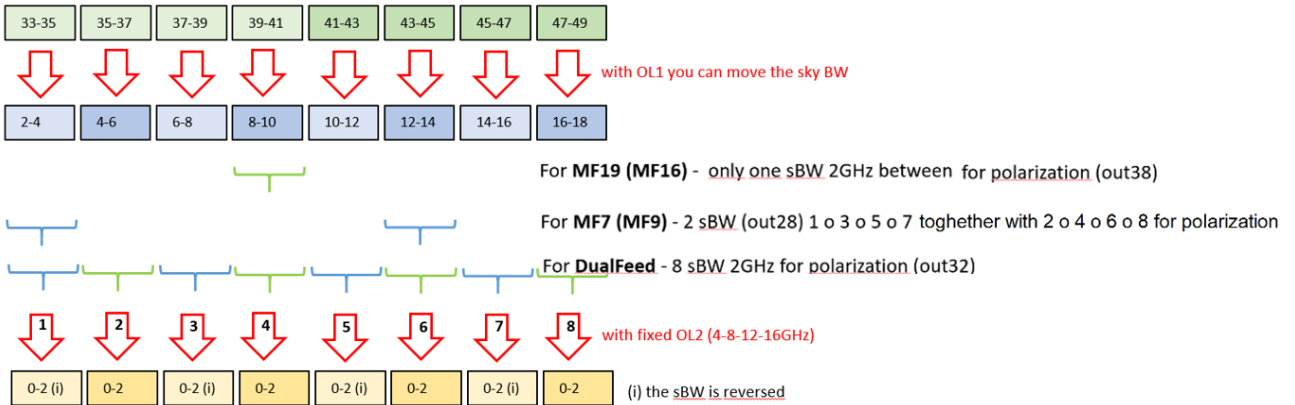 33-35 35-37 37-39 39-41 41-43 43-45 45-47 47-49
with OL1 you can move the sky BW
2-4 4-6 6-8 8-10 10-12 12-14 14-16 16-18
For MF19 (MF16) - only one sBW 2GHz between for polarization (out38)
For MF7 (MF9) - 2 sBW (out28) 1 o 3 o 5 o 7 toghether with 2 o 4 o 6 o 8 for polarization
For DualFeed - 8 sBW 2GHz for polarization (out32)
1 2 3 4 5 6 7 8
with fixed OL2 (4-8-12-16GHz)
0-2 (i) 0-2 0-2 (i) 0-2 0-2 (i) 0-2 0-2 (i) 0-2
(i) the sBW is reversed